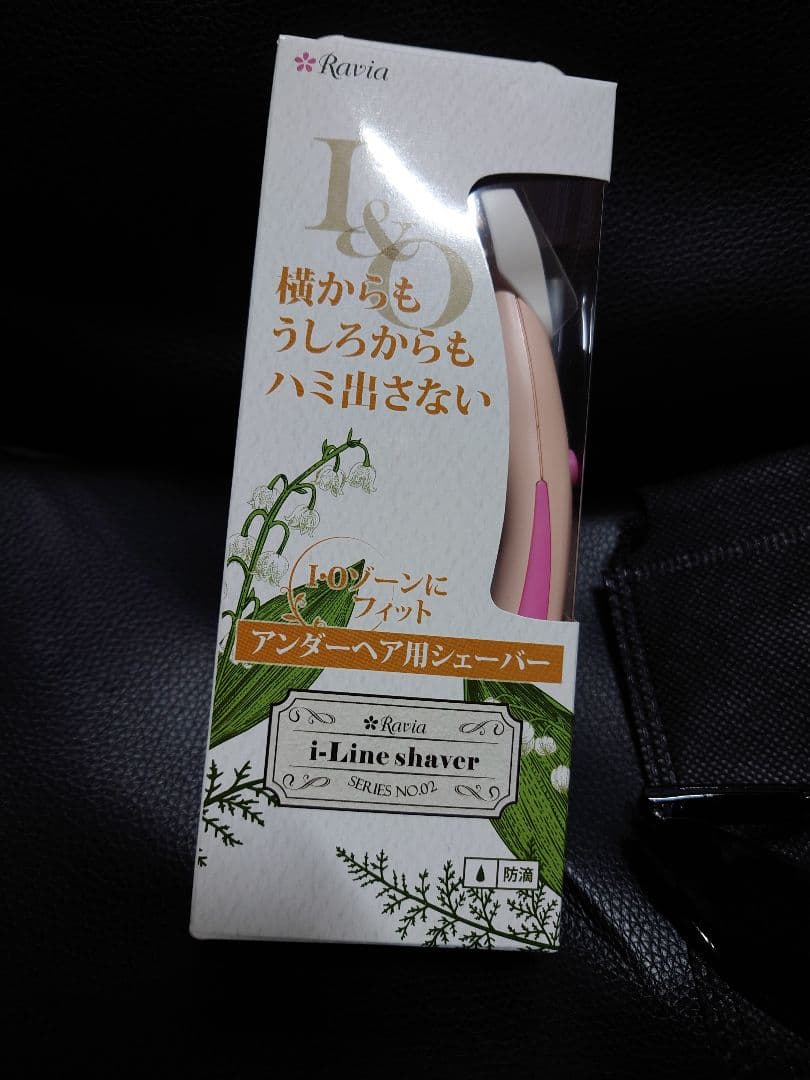 Ravia
I&O
横からも
うしろからも
ハミ出さない
I・Oゾーンに
フィット
アンダーヘア用シェーバー
Ravia
i-Line shaver
SERIES NO.02
防滴